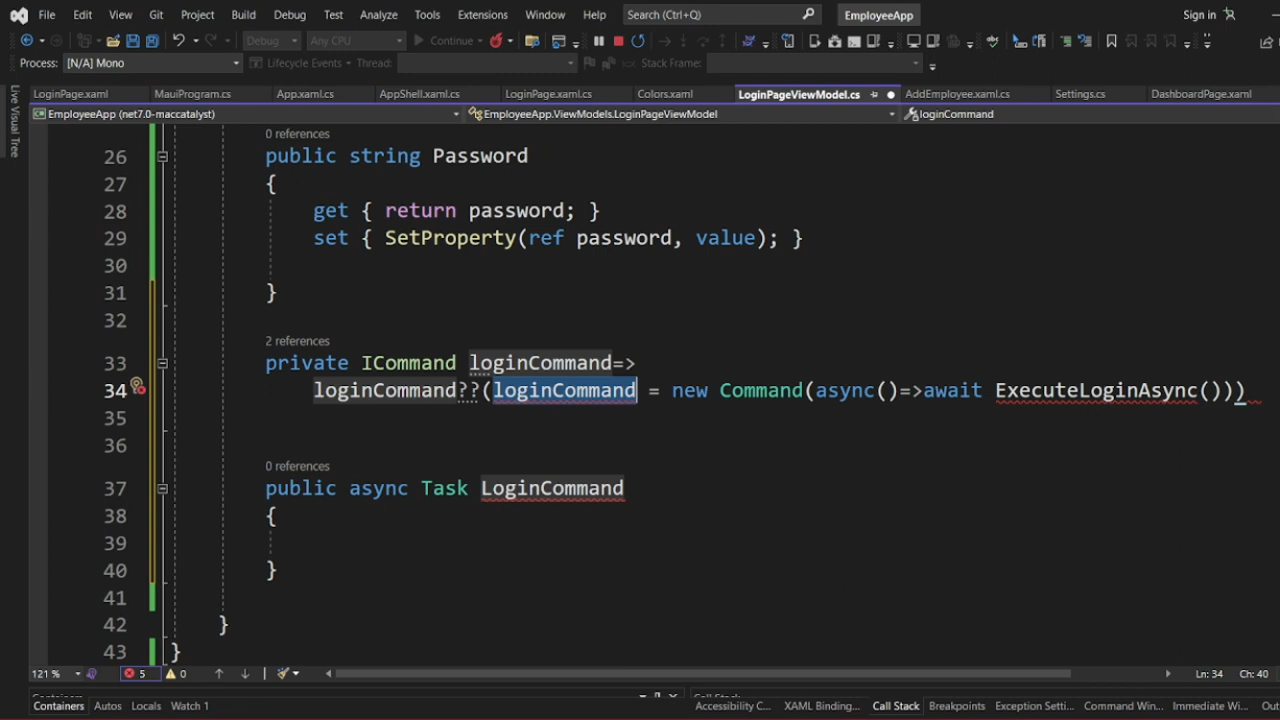 File Edit View Git Project Build Debug Test Analyze Tools Extensions Window Help Search (Ctrl+Q) EmployeeApp Sign in
Debug Any CPU Continue
Process: [N/A] Mono Lifecycle Events Thread: Stack Frame:
LoginPage.xaml MauiProgram.cs App.xaml.cs AppShell.xaml.cs LoginPage.xaml.cs Colors.xaml LoginPageViewModel.cs AddEmployee.xaml.cs Settings.cs DashboardPage.xaml
EmployeeApp (net7.0-maccatalyst) EmployeeApp.ViewModels.LoginPageViewModel loginCommand
Live Visual Tree
0 references
26 public string Password
27 {
28 get { return password; }
29 set { SetProperty(ref password, value); }
30
31 }
32
2 references
33 private ICommand loginCommand=>
34 loginCommand??(loginCommand = new Command(async()=>await ExecuteLoginAsync()))
35
36
0 references
37 public async Task LoginCommand
38 {
39
40 }
41
42 }
43 }
121 % 5 0 Ln: 34 Ch: 40
Containers Call Stack
Containers Autos Locals Watch 1 Accessibility C... XAML Binding... Call Stack Breakpoints Exception Setti... Command Win... Immediate Wi... Ou